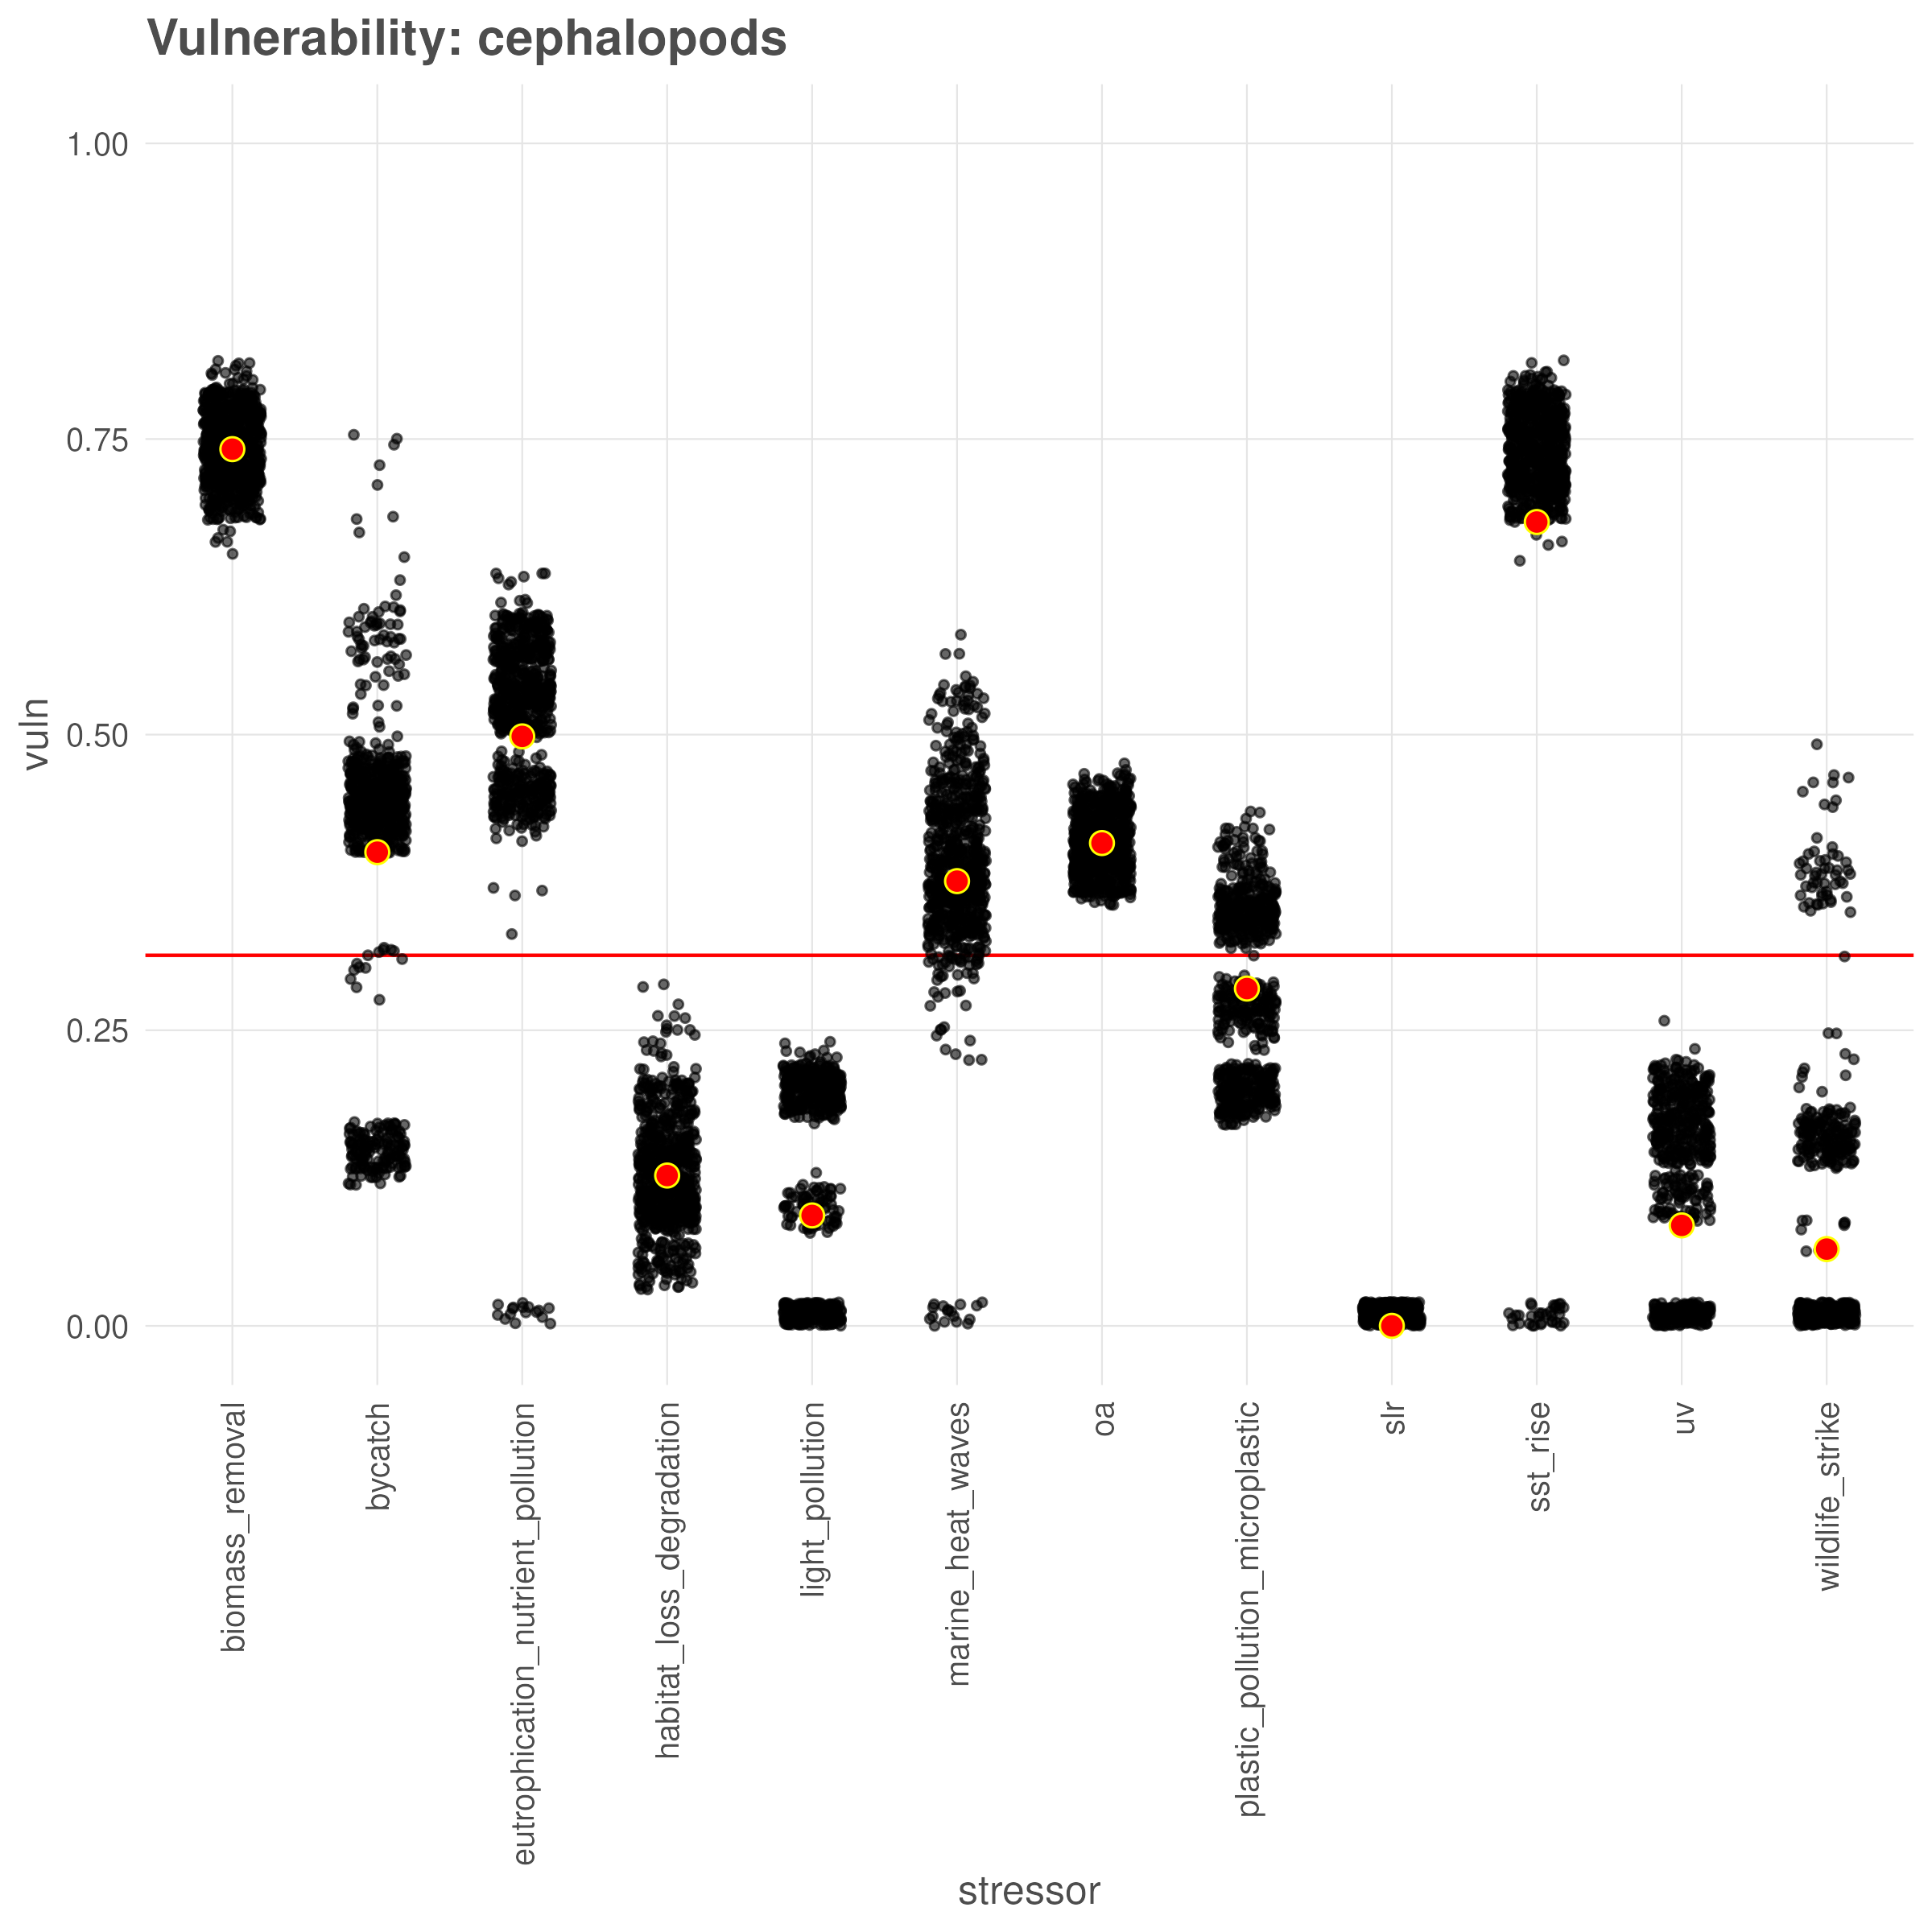 Vulnerability: cephalopods
1.00
0.75
0.50
0.25
0.00
vuln
biomass_removal
bycatch
eutrophication_nutrient_pollution
habitat_loss_degradation
light_pollution
marine_heat_waves
oa
plastic_pollution_microplastic
slr
sst_rise
uv
wildlife_strike
stressor